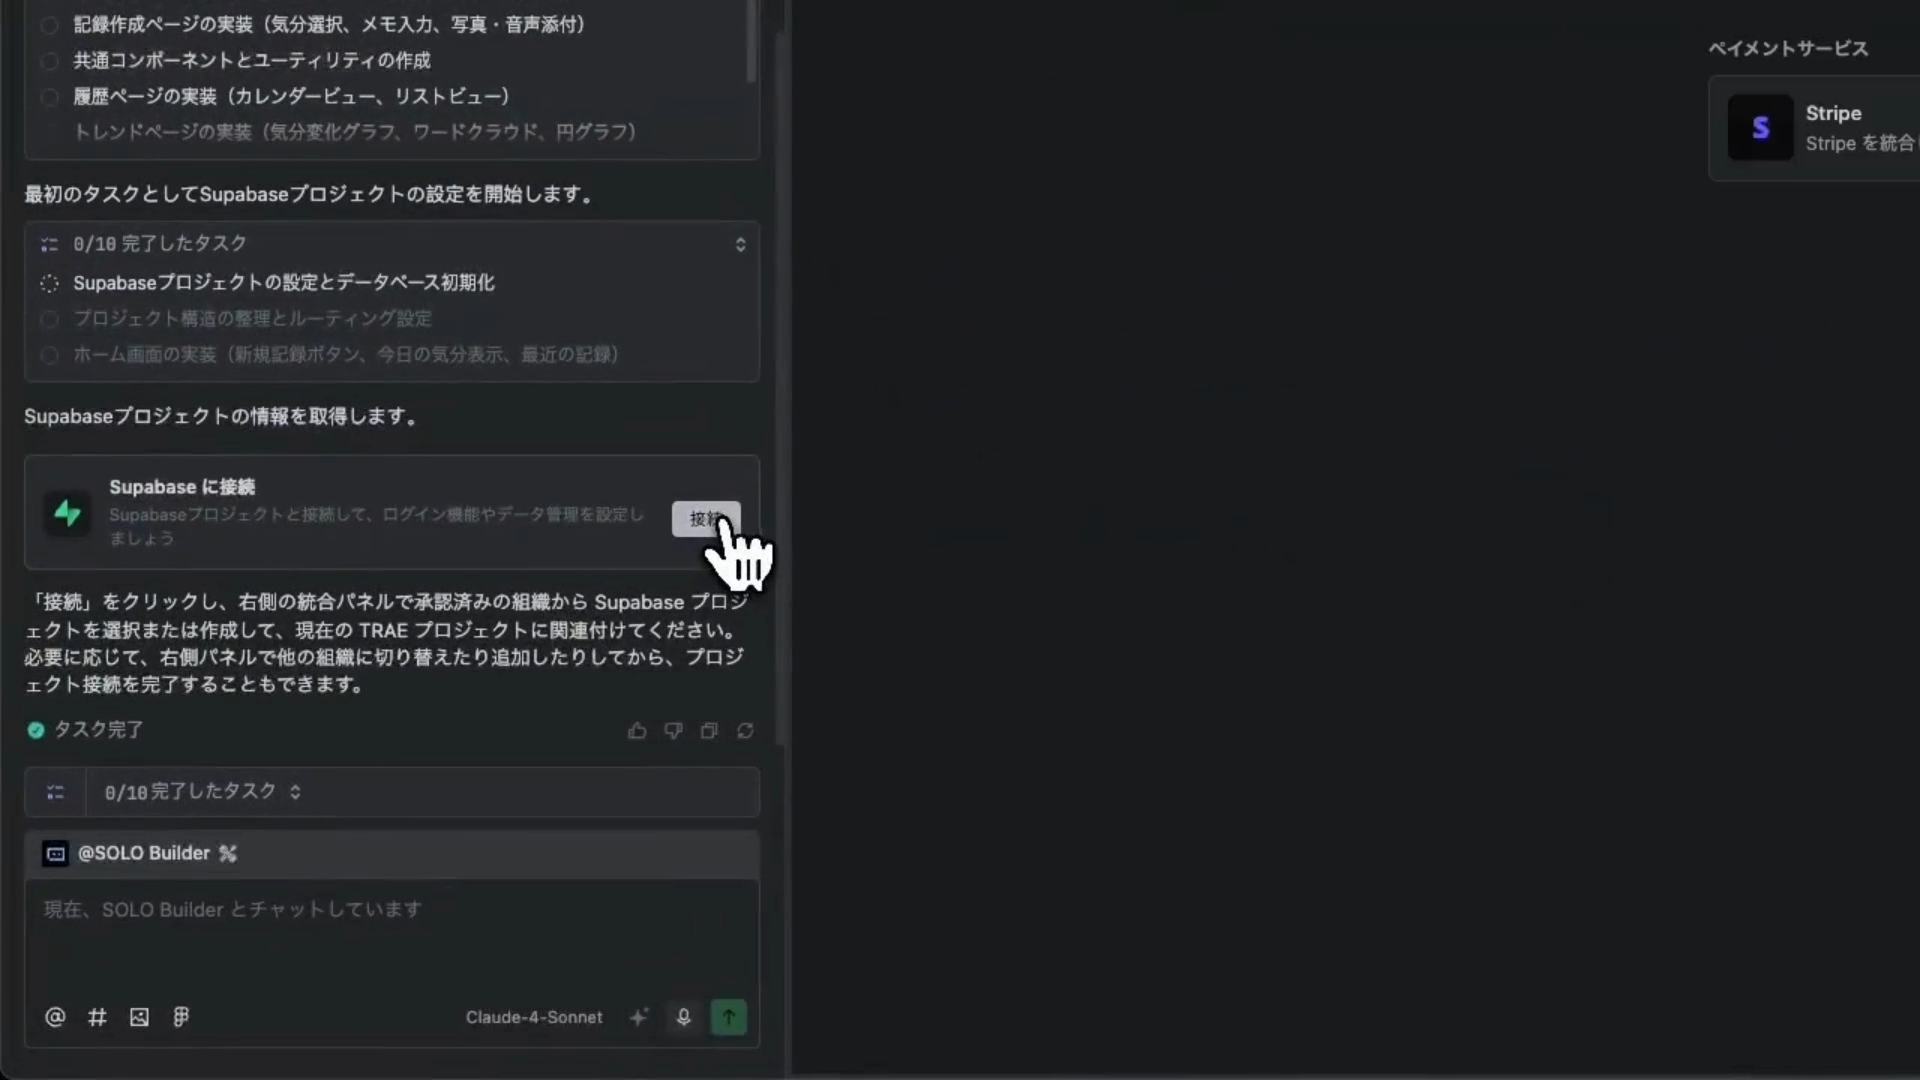 記録作成ページの実装（気分選択、メモ入力、写真・音声添付）
共通コンポーネントとユーティリティの作成
履歴ページの実装（カレンダービュー、リストビュー）
トレンドページの実装（気分変化グラフ、ワードクラウド、円グラフ）
最初のタスクとしてSupabaseプロジェクトの設定を開始します。
0/10 完了したタスク
Supabaseプロジェクトの設定とデータベース初期化
プロジェクト構造の整理とルーティング設定
ホーム画面の実装（新規記録ボタン、今日の気分表示、最近の記録）
Supabaseプロジェクトの情報を取得します。
Supabase に接続
Supabaseプロジェクトと接続して、ログイン機能やデータ管理を設定し
ましょう
接続
「接続」をクリックし、右側の統合パネルで承認済みの組織から Supabase プロジ
ェクトを選択または作成して、現在の TRAE プロジェクトに関連付けてください。
必要に応じて、右側パネルで他の組織に切り替えたり追加したりしてから、プロジ
ェクト接続を完了することもできます。
タスク完了
0/10 完了したタスク
@SOLO Builder
現在、SOLO Builder とチャットしています
Claude-4-Sonnet
ペイメントサービス
Stripe
Stripe を統合